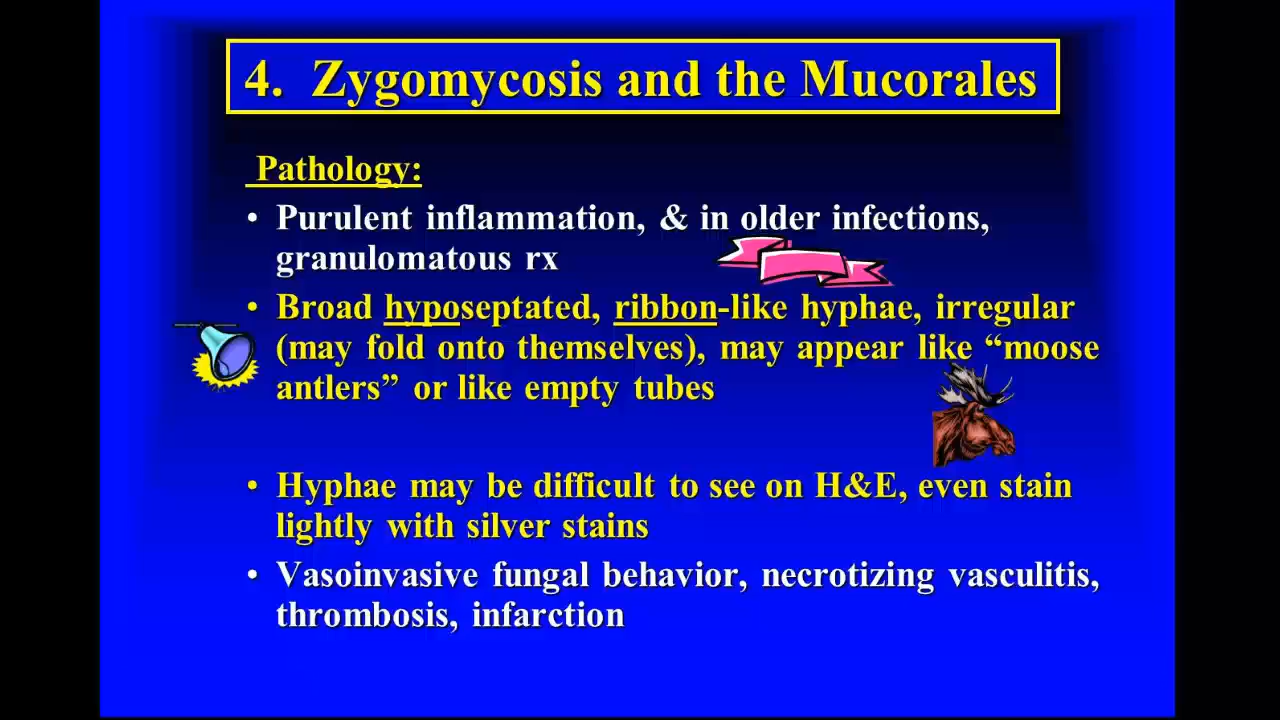 4. Zygomycosis and the Mucorales
Pathology:
• Purulent inflammation, & in older infections,
granulomatous rx
• Broad hyposeptated, ribbon-like hyphae, irregular
(may fold onto themselves), may appear like “moose
antlers” or like empty tubes
• Hyphae may be difficult to see on H&E, even stain
lightly with silver stains
• Vasoinvasive fungal behavior, necrotizing vasculitis,
thrombosis, infarction